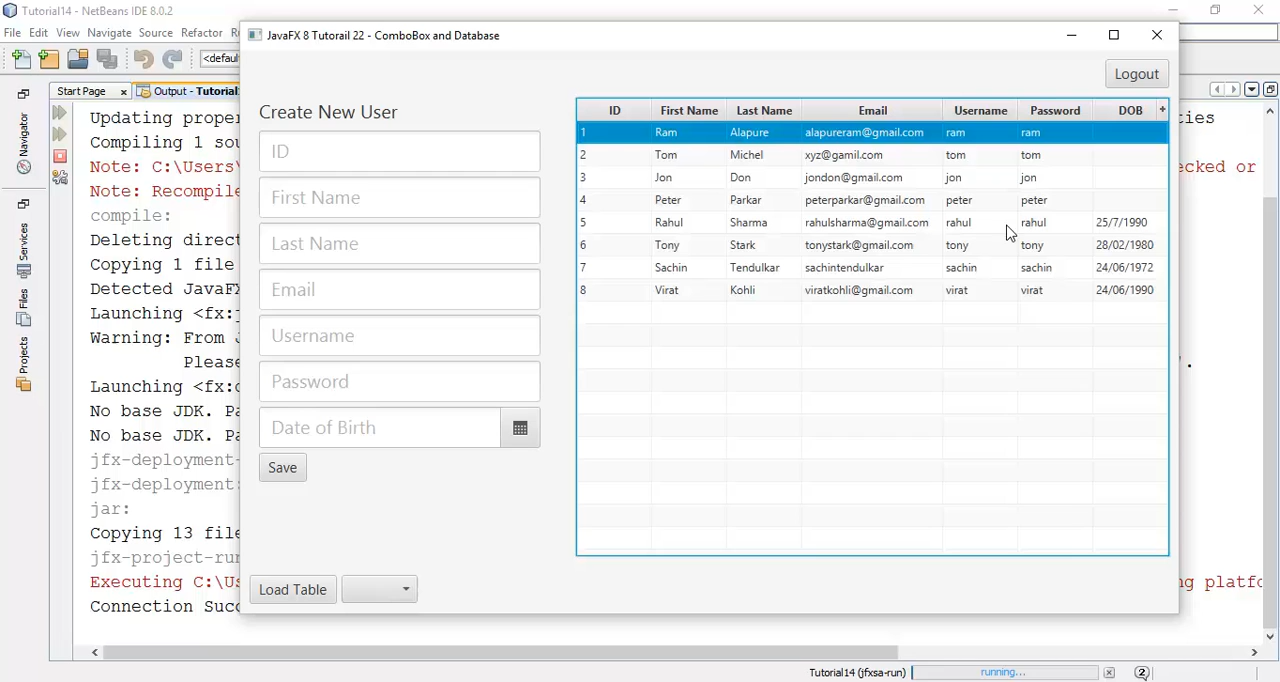 Tutorial14 - NetBeans IDE 8.0.2
File Edit View Navigate Source Refactor
<defau
Start Page
Output - Tutorial
Navigator
Services
Files
Projects
Updating proper
ties
Compiling 1 sou
Note: C:\Users\
cked or
Note: Recompile
compile:
Deleting direct
Copying 1 file
Detected JavaFX
Launching <fx:j
Warning: From J
Please
'.
Launching <fx:d
No base JDK. Pa
No base JDK. Pa
jfx-deployment-
jfx-deployment:
jar:
Copying 13 file
jfx-project-run
Executing C:\Us
ng platfo
Connection Succ
Tutorial14 (jfxsa-run)
running...
2
JavaFX 8 Tutorail 22 - ComboBox and Database
Logout
Create New User
ID
First Name
Last Name
Email
Username
Password
Date of Birth
Save
Load Table
ID First Name Last Name Email Username Password DOB +
1 Ram Alapure alapureram@gmail.com ram ram
2 Tom Michel xyz@gamil.com tom tom
3 Jon Don jondon@gmail.com jon jon
4 Peter Parkar peterparkar@gmail.com peter peter
5 Rahul Sharma rahulsharma@gmail.com rahul rahul 25/7/1990
6 Tony Stark tonystark@gmail.com tony tony 28/02/1980
7 Sachin Tendulkar sachintendulkar sachin sachin 24/06/1972
8 Virat Kohli viratkohli@gmail.com virat virat 24/06/1990